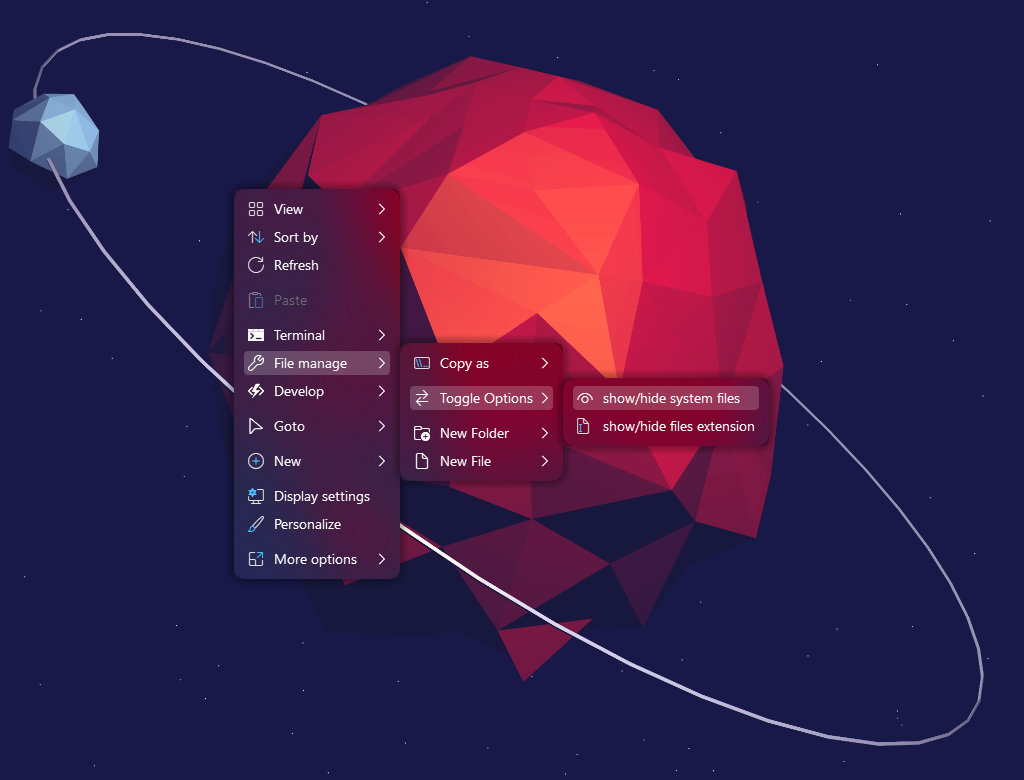 View
Sort by
Refresh
Paste
Terminal
File manage
Develop
Goto
New
Display settings
Personalize
More options
Copy as
Toggle Options
New Folder
New File
show/hide system files
show/hide files extension